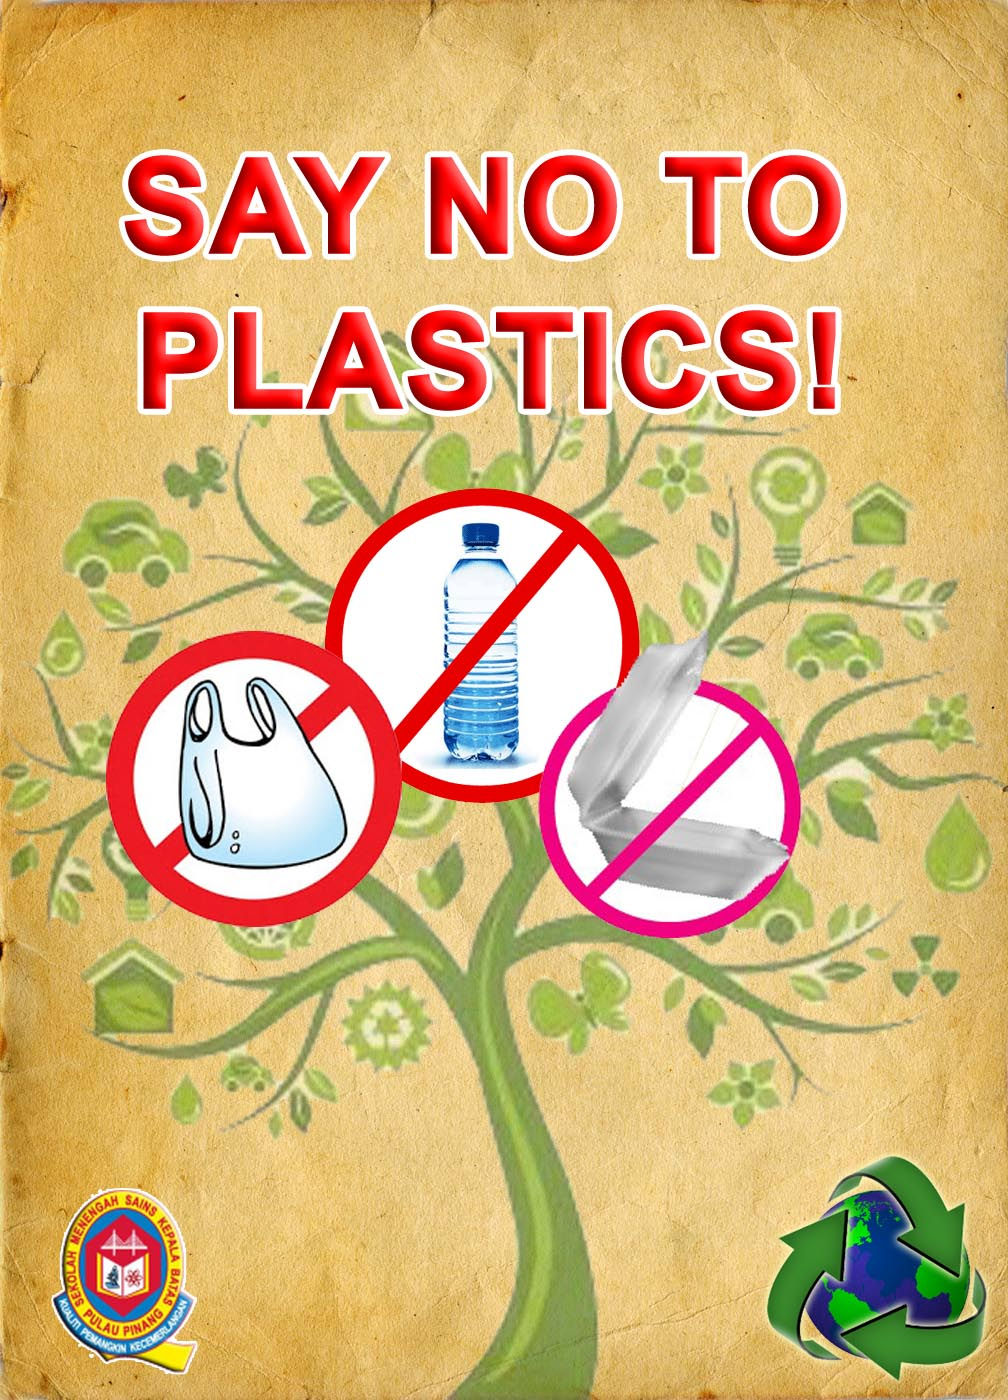 SAY NO TO
PLASTICS!
SEKOLAH MENENGAH SAINS KEPALA BATAS
PULAU PINANG
KUALITI PEMANGKIN KECEMERLANGAN